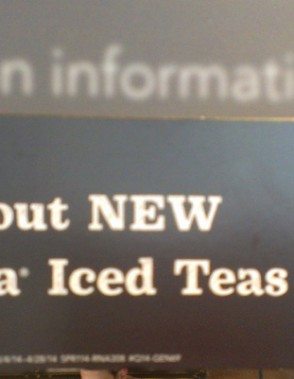 n informati
out NEW
a® Iced Teas